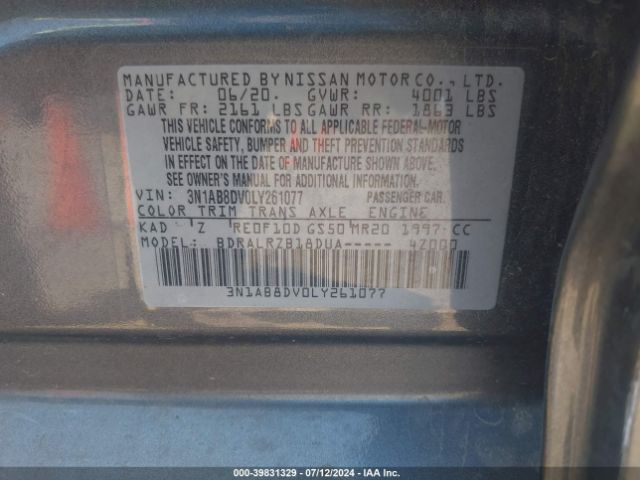 MANUFACTURED BY NISSAN MOTOR CO., LTD.
DATE: 06/20. GVWR: 4001 LBS
GAWR FR: 2161 LBS GAWR RR: 1863 LBS
THIS VEHICLE CONFORMS TO ALL APPLICABLE FEDERAL MOTOR
VEHICLE SAFETY, BUMPER AND THEFT PREVENTION STANDARDS
IN EFFECT ON THE DATE OF MANUFACTURE SHOWN ABOVE.
SEE OWNER'S MANUAL FOR ADDITIONAL INFORMATION.
VIN: 3N1AB8DV0LY261077 PASSENGER CAR.
COLOR TRIM TRANS AXLE ENGINE
KAD Z RE0F10D GS50 MR20 1997 CC
MODEL: BDRALRZB18DUA----- 4Z000
3N1AB8DV0LY261077
000-39831329 - 07/12/2024 - IAA Inc.